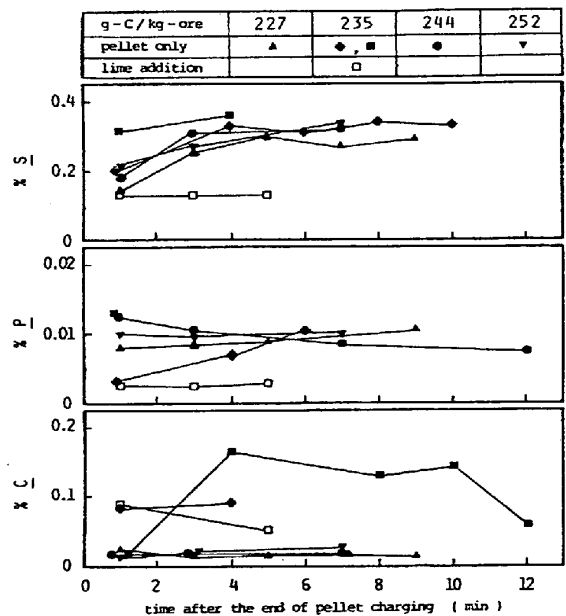 g-C/kg-ore 227 235 244 252
pellet only ▲ ◆ , ■ ● ▼
lime addition □
0.4
0.2
0
% S
0.02
0.01
0
% P
0.2
0.1
0
% C
0 2 4 6 8 10 12
time after the end of pellet charging ( min )